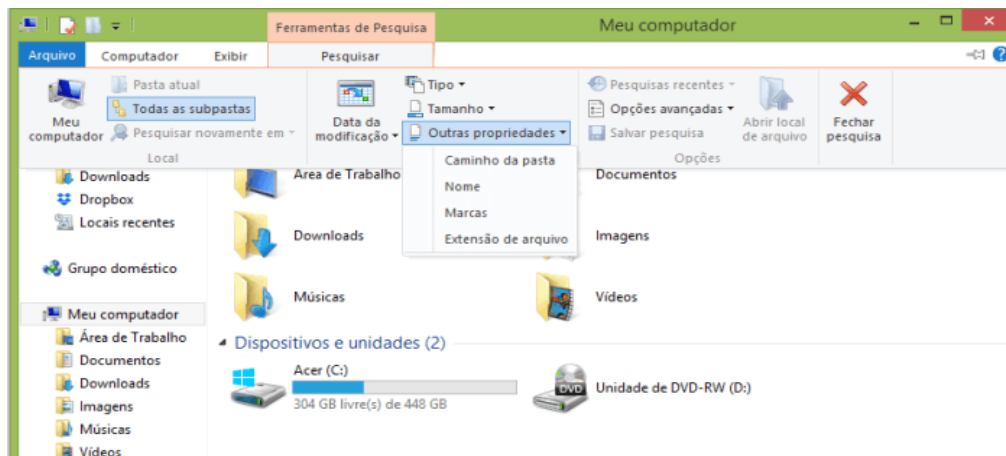 Ferramentas de Pesquisa
Meu computador
Arquivo
Computador
Exibir
Pesquisar
Meu computador
Pasta atual
Todas as subpastas
Pesquisar novamente em
Local
Data da modificação
Tipo
Tamanho
Outras propriedades
Caminho da pasta
Nome
Marcas
Extensão de arquivo
Pesquisas recentes
Opções avançadas
Salvar pesquisa
Abrir local de arquivo
Opções
Fechar pesquisa
Downloads
Dropbox
Locais recentes
Grupo doméstico
Meu computador
Área de Trabalho
Documentos
Downloads
Imagens
Músicas
Vídeos
Área de Trabalho
Documentos
Downloads
Imagens
Músicas
Vídeos
Dispositivos e unidades (2)
Acer (C:)
304 GB livre(s) de 448 GB
DVD
Unidade de DVD-RW (D:)